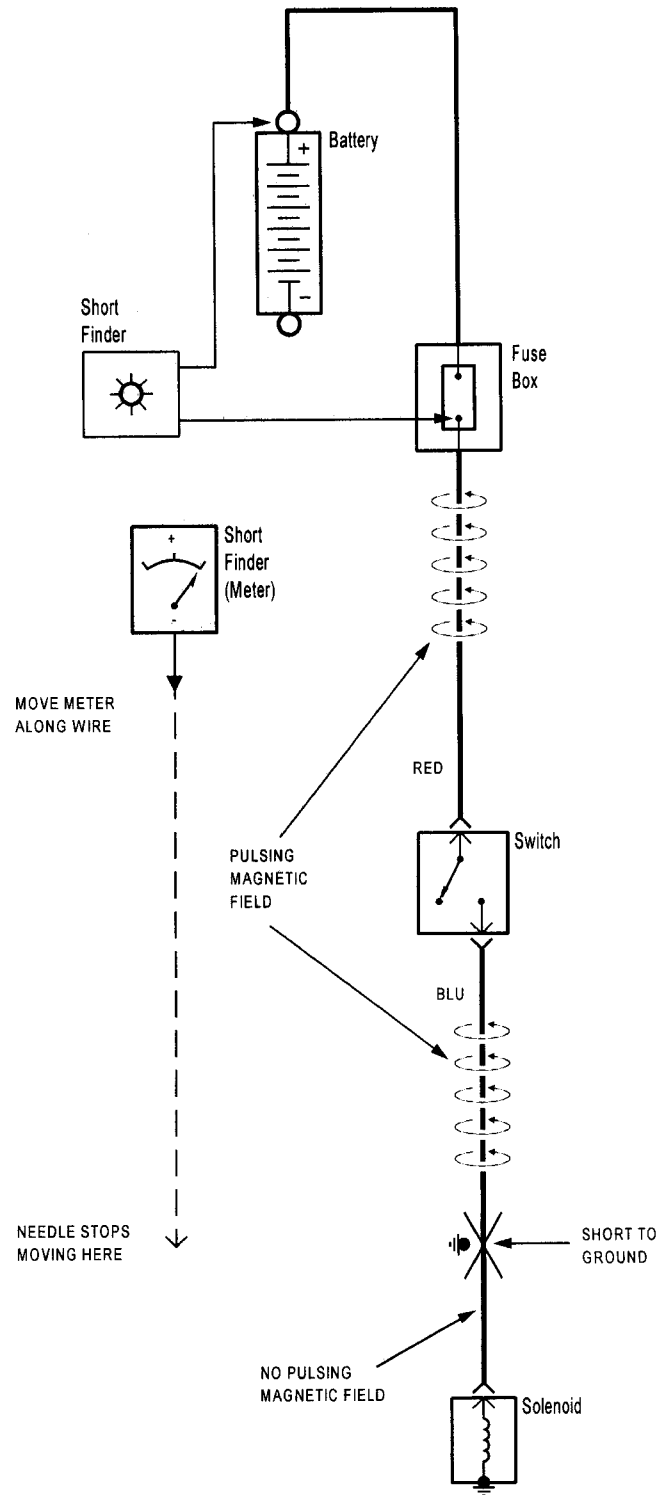 +
Battery
−
Short
Finder
Fuse
Box
+
Short
Finder
(Meter)
-
MOVE METER
ALONG WIRE
RED
Switch
PULSING
MAGNETIC
FIELD
BLU
NEEDLE STOPS
MOVING HERE
SHORT TO
GROUND
NO PULSING
MAGNETIC FIELD
Solenoid